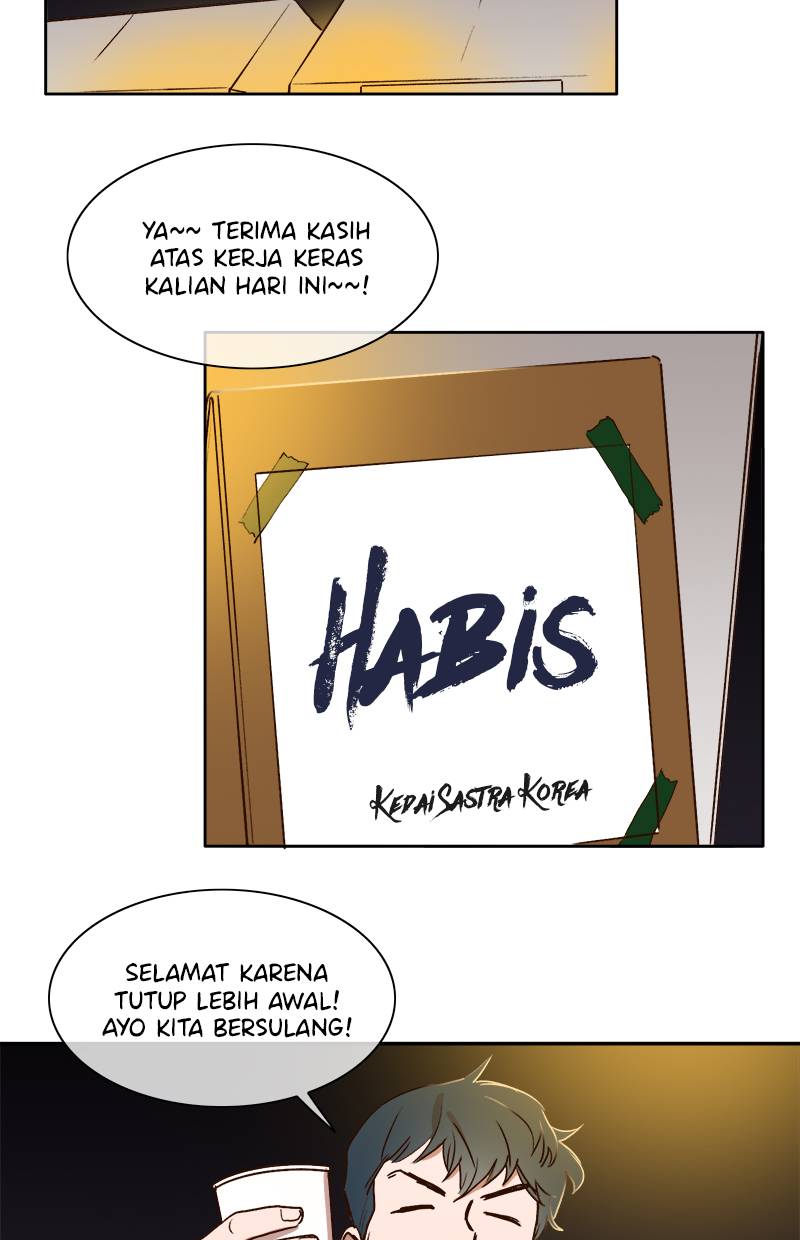 YA~~ TERIMA KASIH
ATAS KERJA KERAS
KALIAN HARI INI~~!
HABIS
KEDAI SASTRA KOREA
SELAMAT KARENA
TUTUP LEBIH AWAL!
AYO KITA BERSULANG!